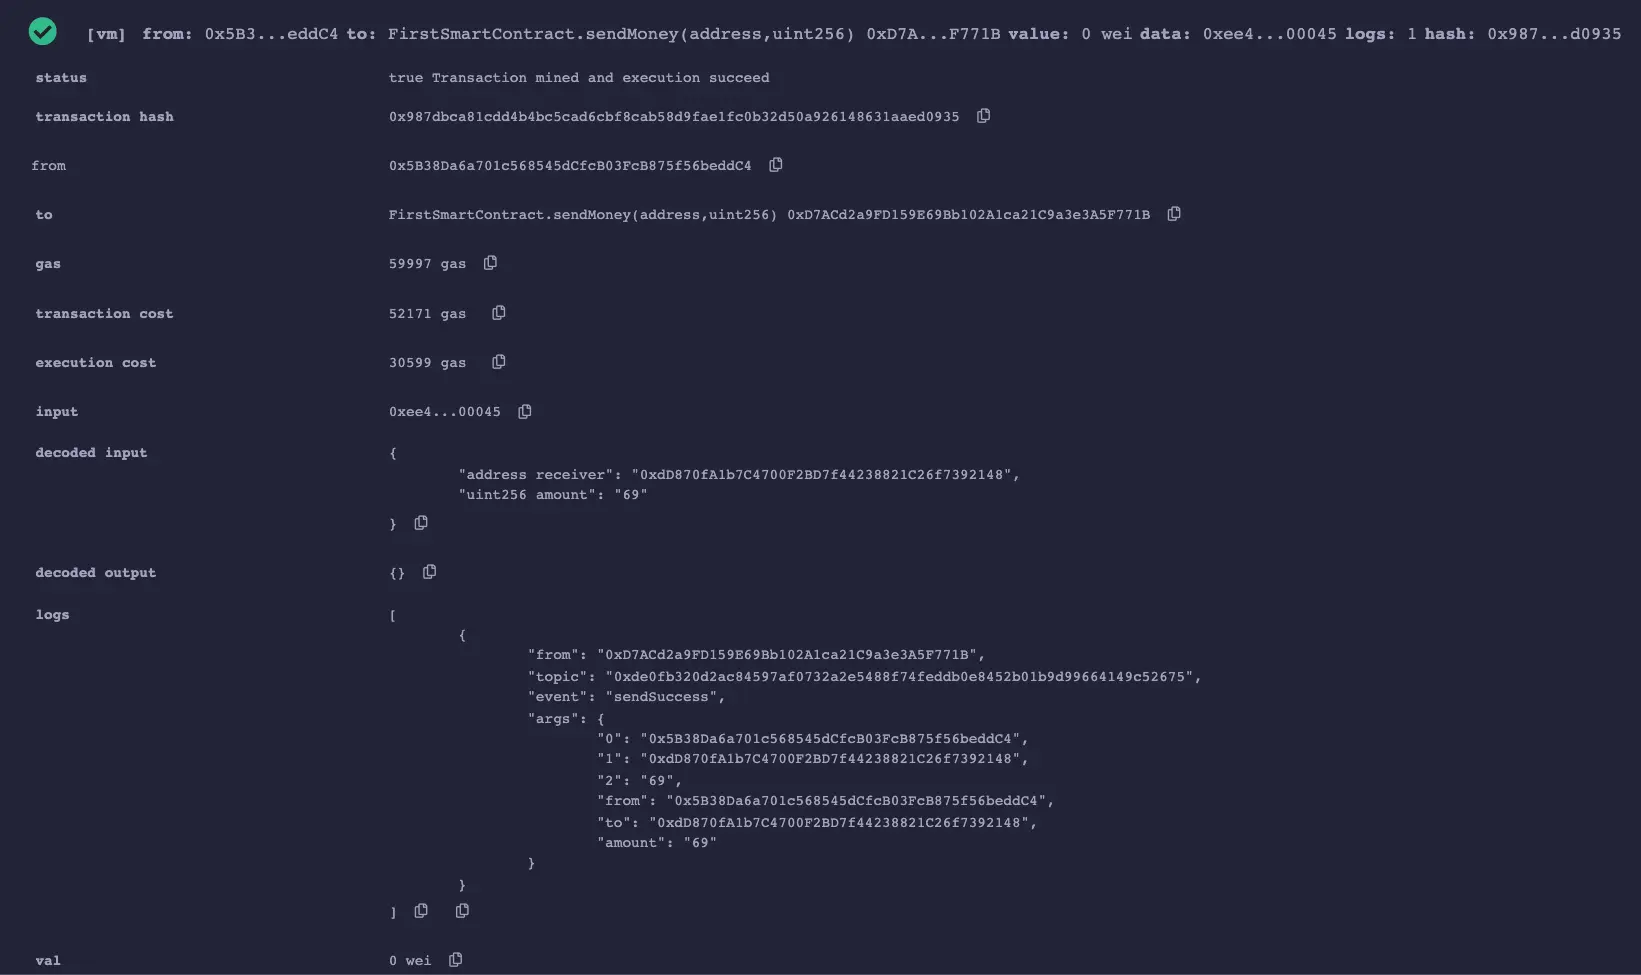 [vm] from: 0x5B3...eddC4 to: FirstSmartContract.sendMoney(address,uint256) 0xD7A...F771B value: 0 wei data: 0xee4...00045 logs: 1 hash: 0x987...d0935
status true Transaction mined and execution succeed
transaction hash 0x987dbca81cdd4b4bc5cad6cbf8cab58d9fae1fc0b32d50a926148631aaed0935
from 0x5B38Da6a701c568545dCfcB03FcB875f56beddC4
to FirstSmartContract.sendMoney(address,uint256) 0xD7ACd2a9FD159E69Bb102A1ca21C9a3e3A5F771B
gas 59997 gas
transaction cost 52171 gas
execution cost 30599 gas
input 0xee4...00045
decoded input {
"address receiver": "0xdD870fA1b7C4700F2BD7f44238821C26f7392148",
"uint256 amount": "69"
}
decoded output {}
logs [
{
"from": "0xD7ACd2a9FD159E69Bb102A1ca21C9a3e3A5F771B",
"topic": "0xde0fb320d2ac84597af0732a2e5488f74feddb0e8452b01b9d99664149c52675",
"event": "sendSuccess",
"args": {
"0": "0x5B38Da6a701c568545dCfcB03FcB875f56beddC4",
"1": "0xdD870fA1b7C4700F2BD7f44238821C26f7392148",
"2": "69",
"from": "0x5B38Da6a701c568545dCfcB03FcB875f56beddC4",
"to": "0xdD870fA1b7C4700F2BD7f44238821C26f7392148",
"amount": "69"
}
}
]
val 0 wei